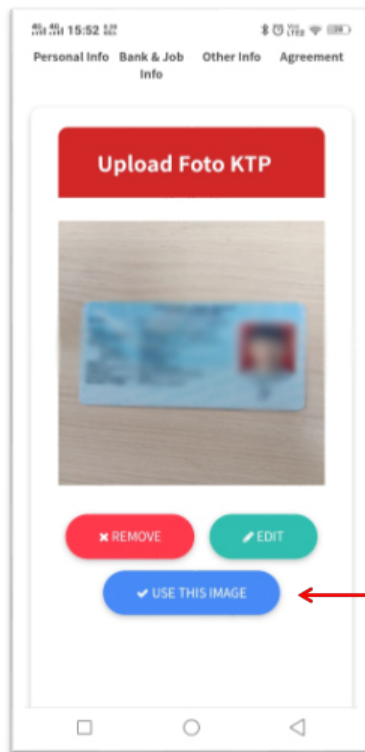 15:52
Personal Info Bank & Job Info Other Info Agreement
Upload Foto KTP
REMOVE
EDIT
USE THIS IMAGE